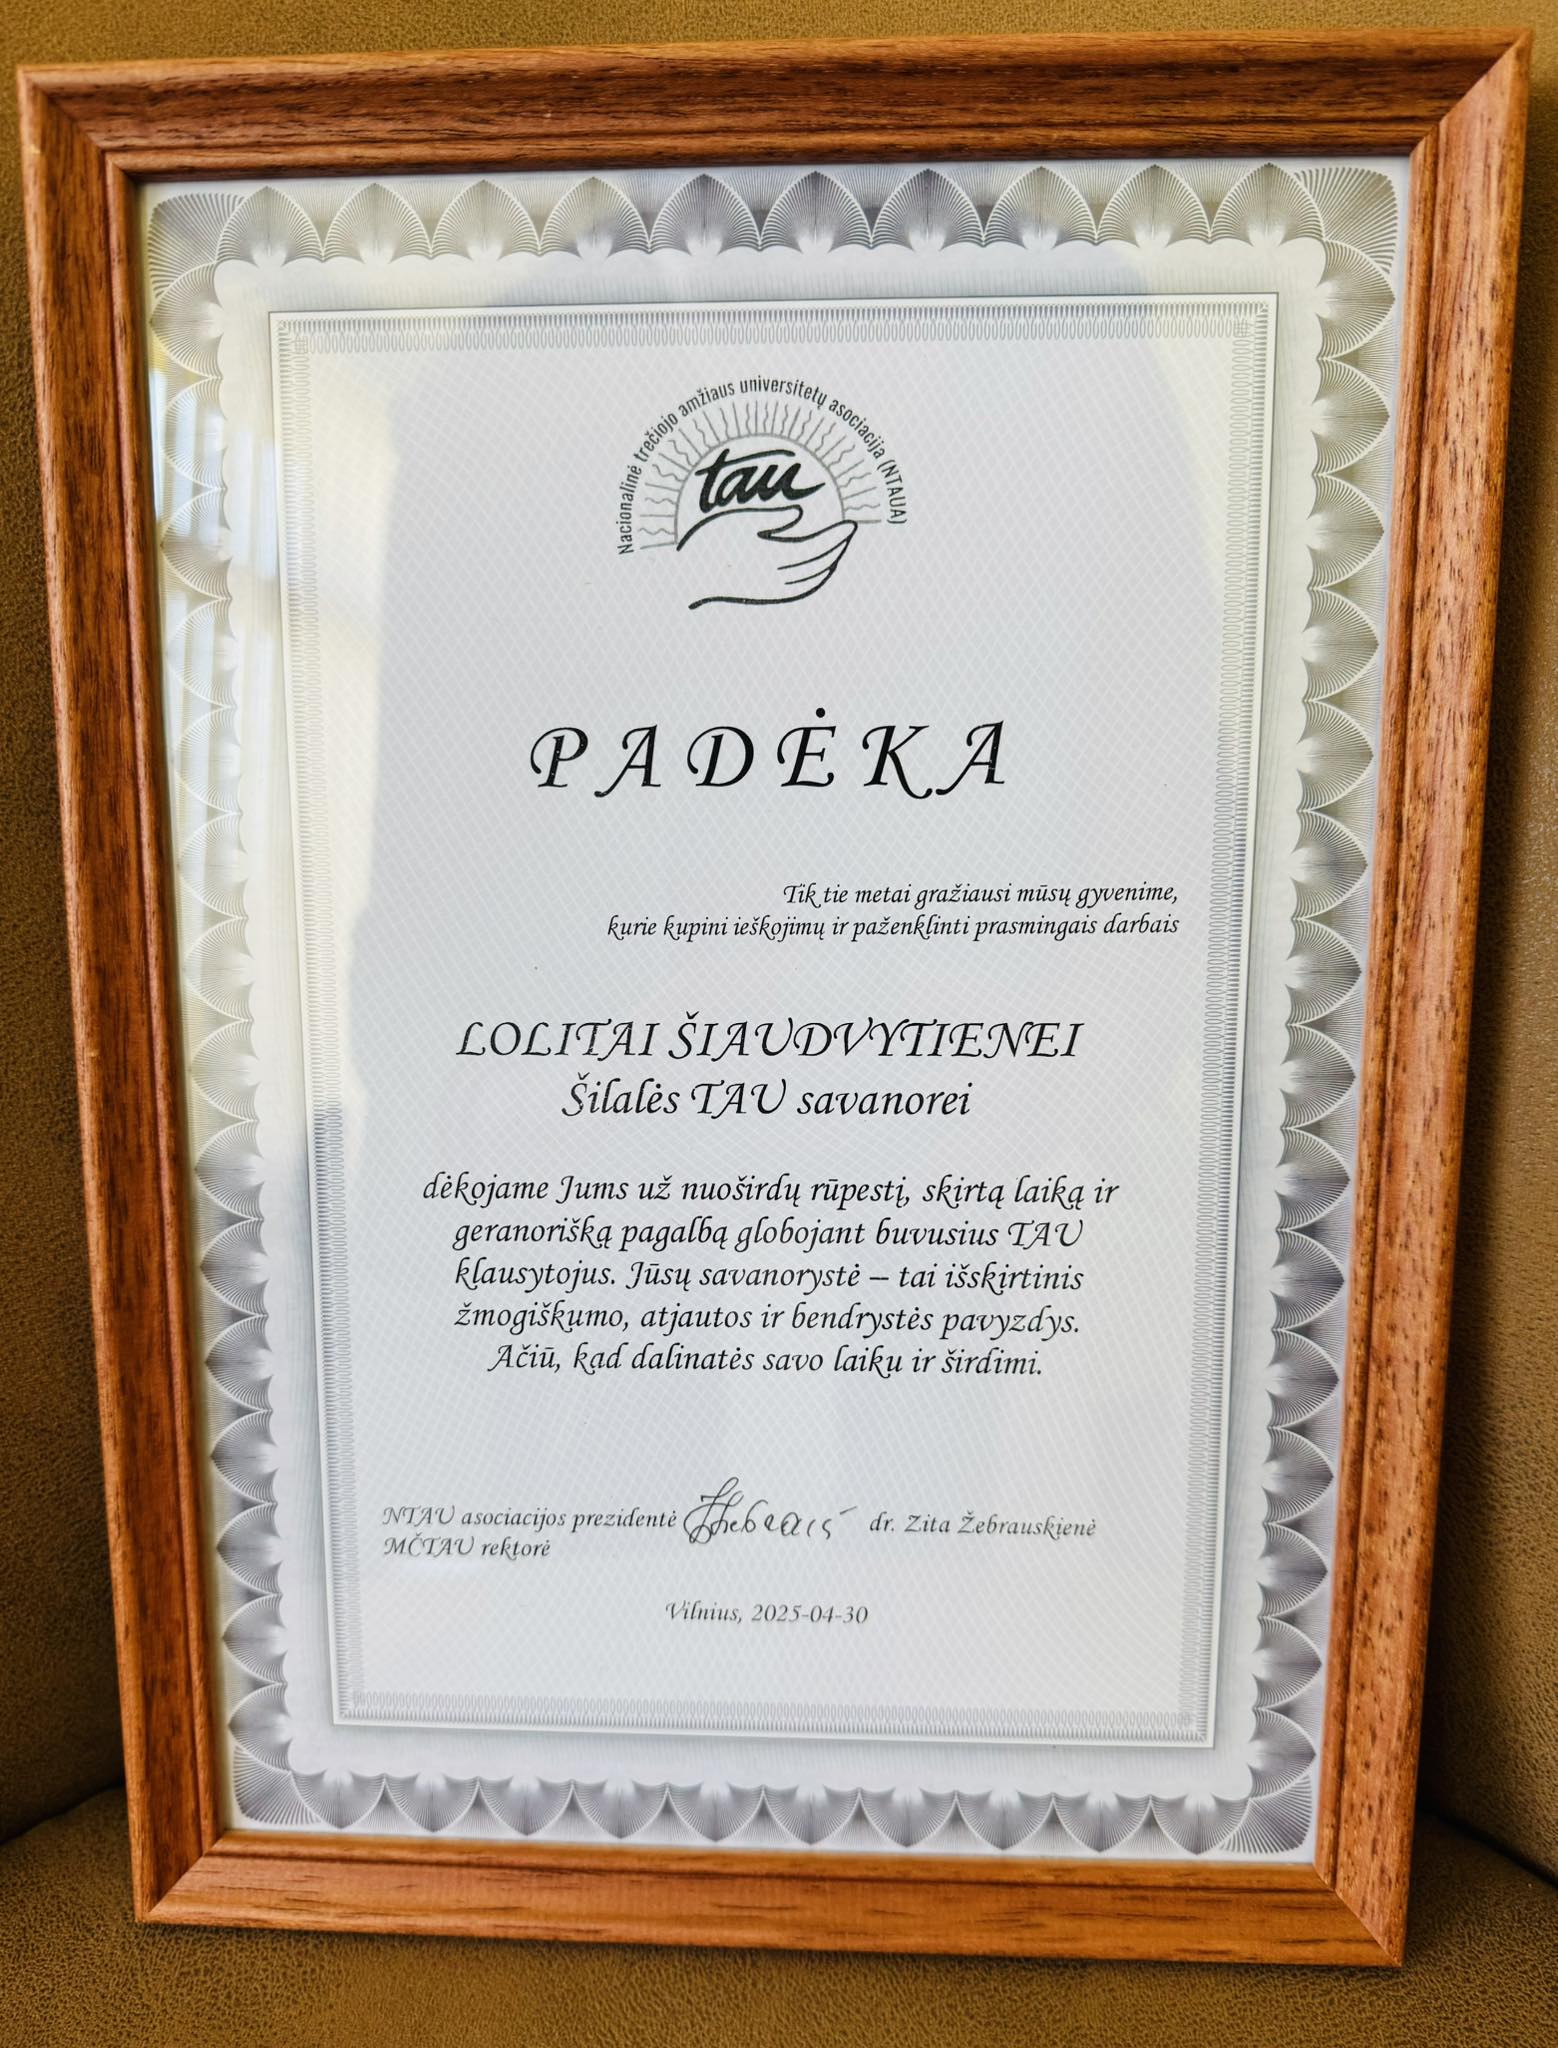 Nacionalinė trečiojo amžiaus universitetų asociacija (NTAUA)
tau
PADĖKA
Tik tie metai gražiausi mūsų gyvenime,
kurie kupini ieškojimų ir paženklinti prasmingais darbais
LOLITAI ŠIAUDVYTIENEI
Šilalės TAU savanorei
dėkojame Jums už nuoširdų rūpestį, skirtą laiką ir
geranorišką pagalbą globojant buvusius TAU
klausytojus. Jūsų savanorystė – tai išskirtinis
žmogiškumo, atjautos ir bendrystės pavyzdys.
Ačiū, kad dalinatės savo laiku ir širdimi.
NTAU asociacijos prezidentė dr. Zita Žebrauskienė
MČTAU rektorė
Vilnius, 2025-04-30